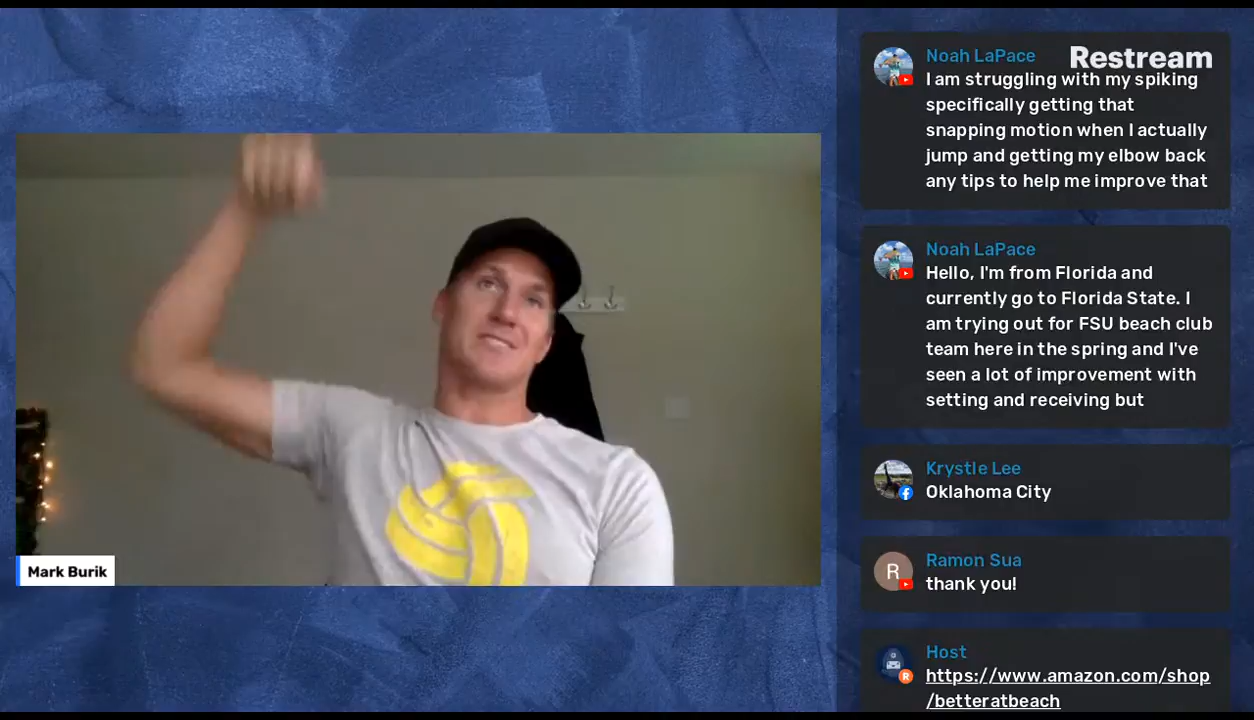 Restream
Noah LaPace
I am struggling with my spiking
specifically getting that
snapping motion when I actually
jump and getting my elbow back
any tips to help me improve that
Noah LaPace
Hello, I'm from Florida and
currently go to Florida State. I
am trying out for FSU beach club
team here in the spring and I've
seen a lot of improvement with
setting and receiving but
Krystle Lee
Oklahoma City
R
Ramon Sua
thank you!
Host
R
https://www.amazon.com/shop
/betteratbeach
Mark Burik